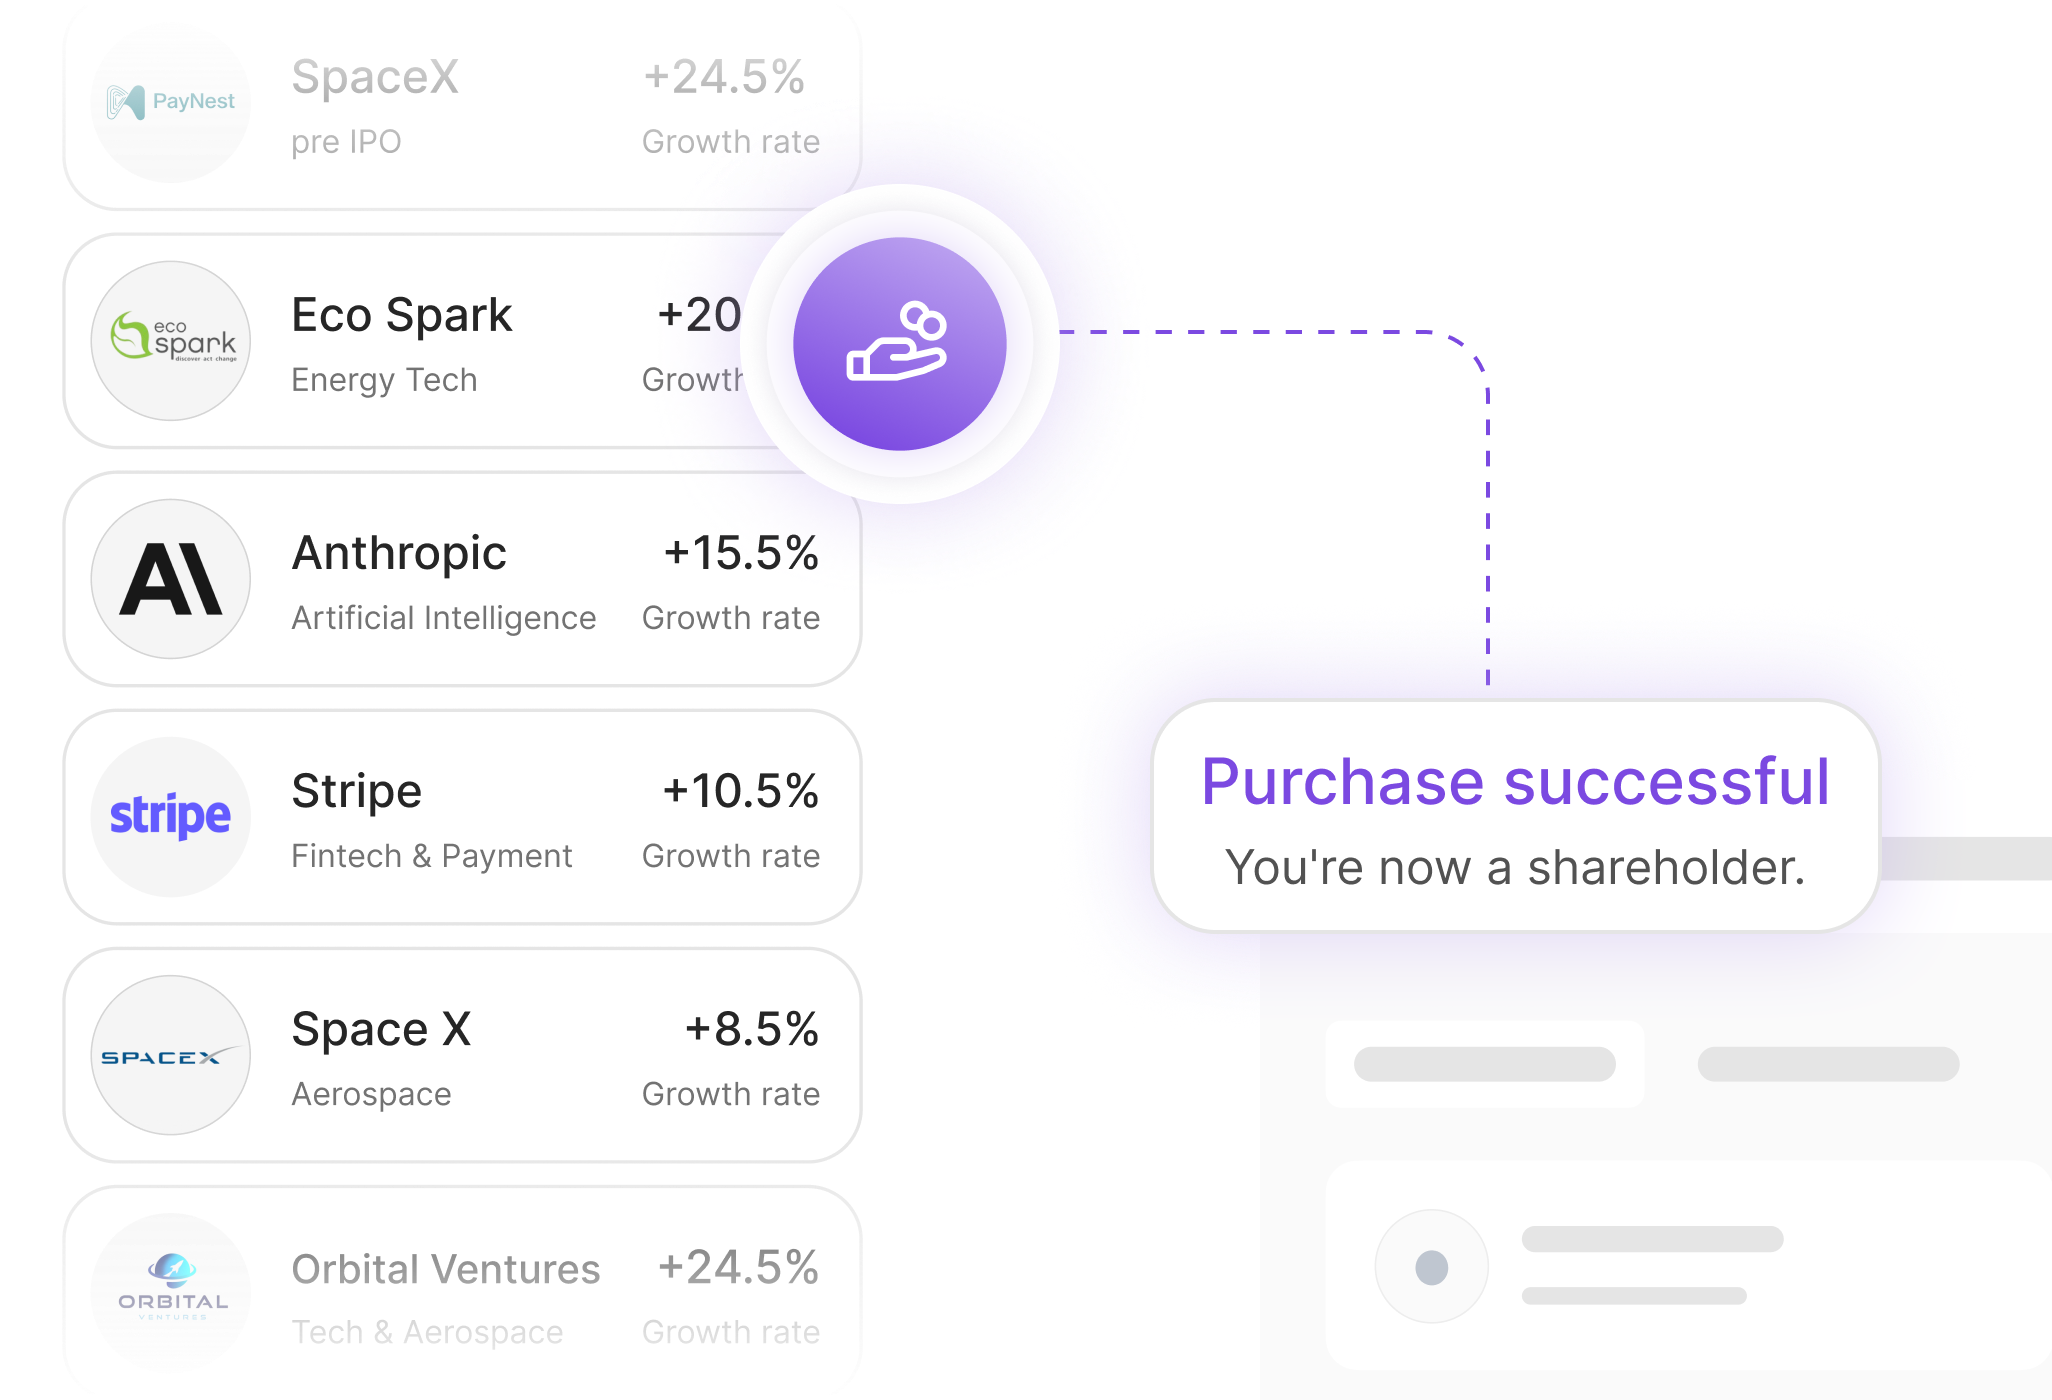 PayNest
SpaceX
+24.5%
pre IPO
Growth rate
eco
spark
discover act change
Eco Spark
+20
Energy Tech
Growth
Anthropic
+15.5%
Artificial Intelligence
Growth rate
stripe
Stripe
+10.5%
Fintech & Payment
Growth rate
SPACEX
Space X
+8.5%
Aerospace
Growth rate
ORBITAL
VENTURES
Orbital Ventures
+24.5%
Tech & Aerospace
Growth rate
Purchase successful
You're now a shareholder.